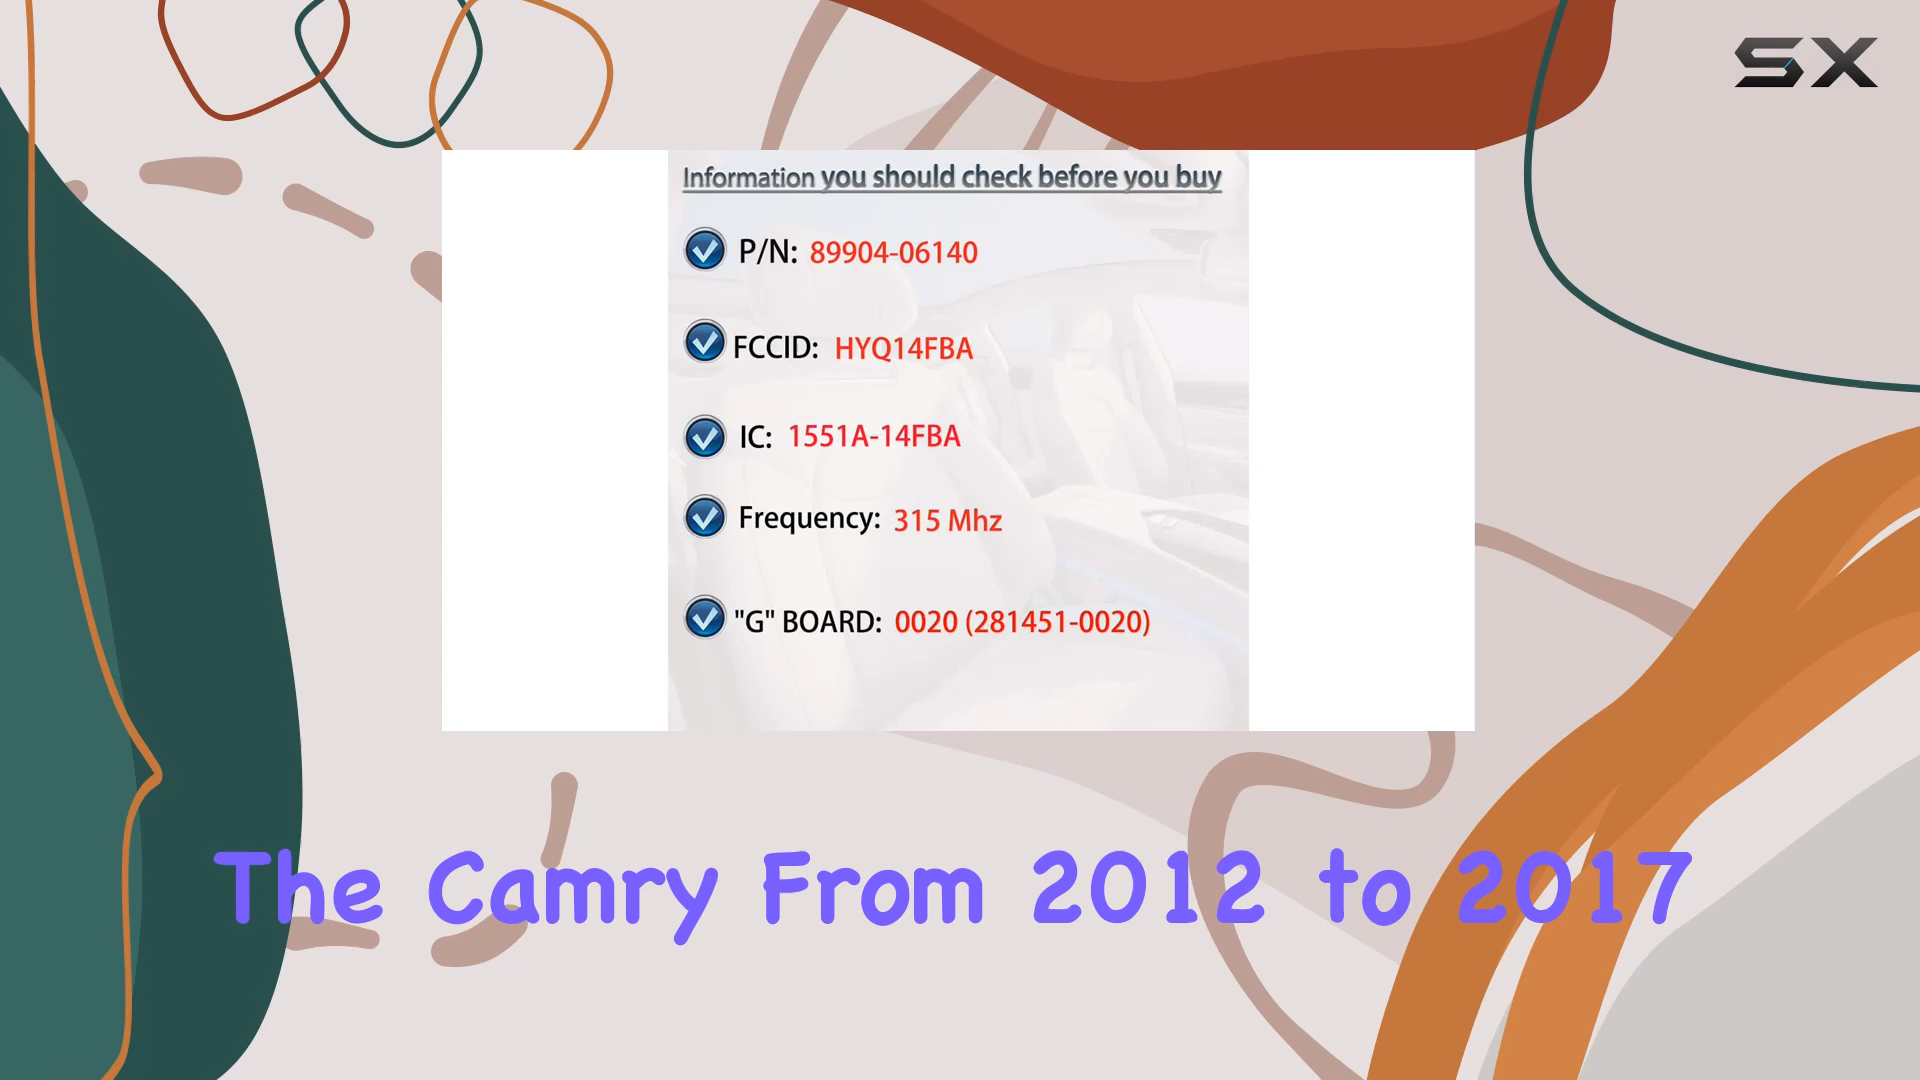 SX
Information you should check before you buy
P/N: 89904-06140
FCCID: HYQ14FBA
IC: 1551A-14FBA
Frequency: 315 Mhz
"G" BOARD: 0020 (281451-0020)
The Camry From 2012 to 2017